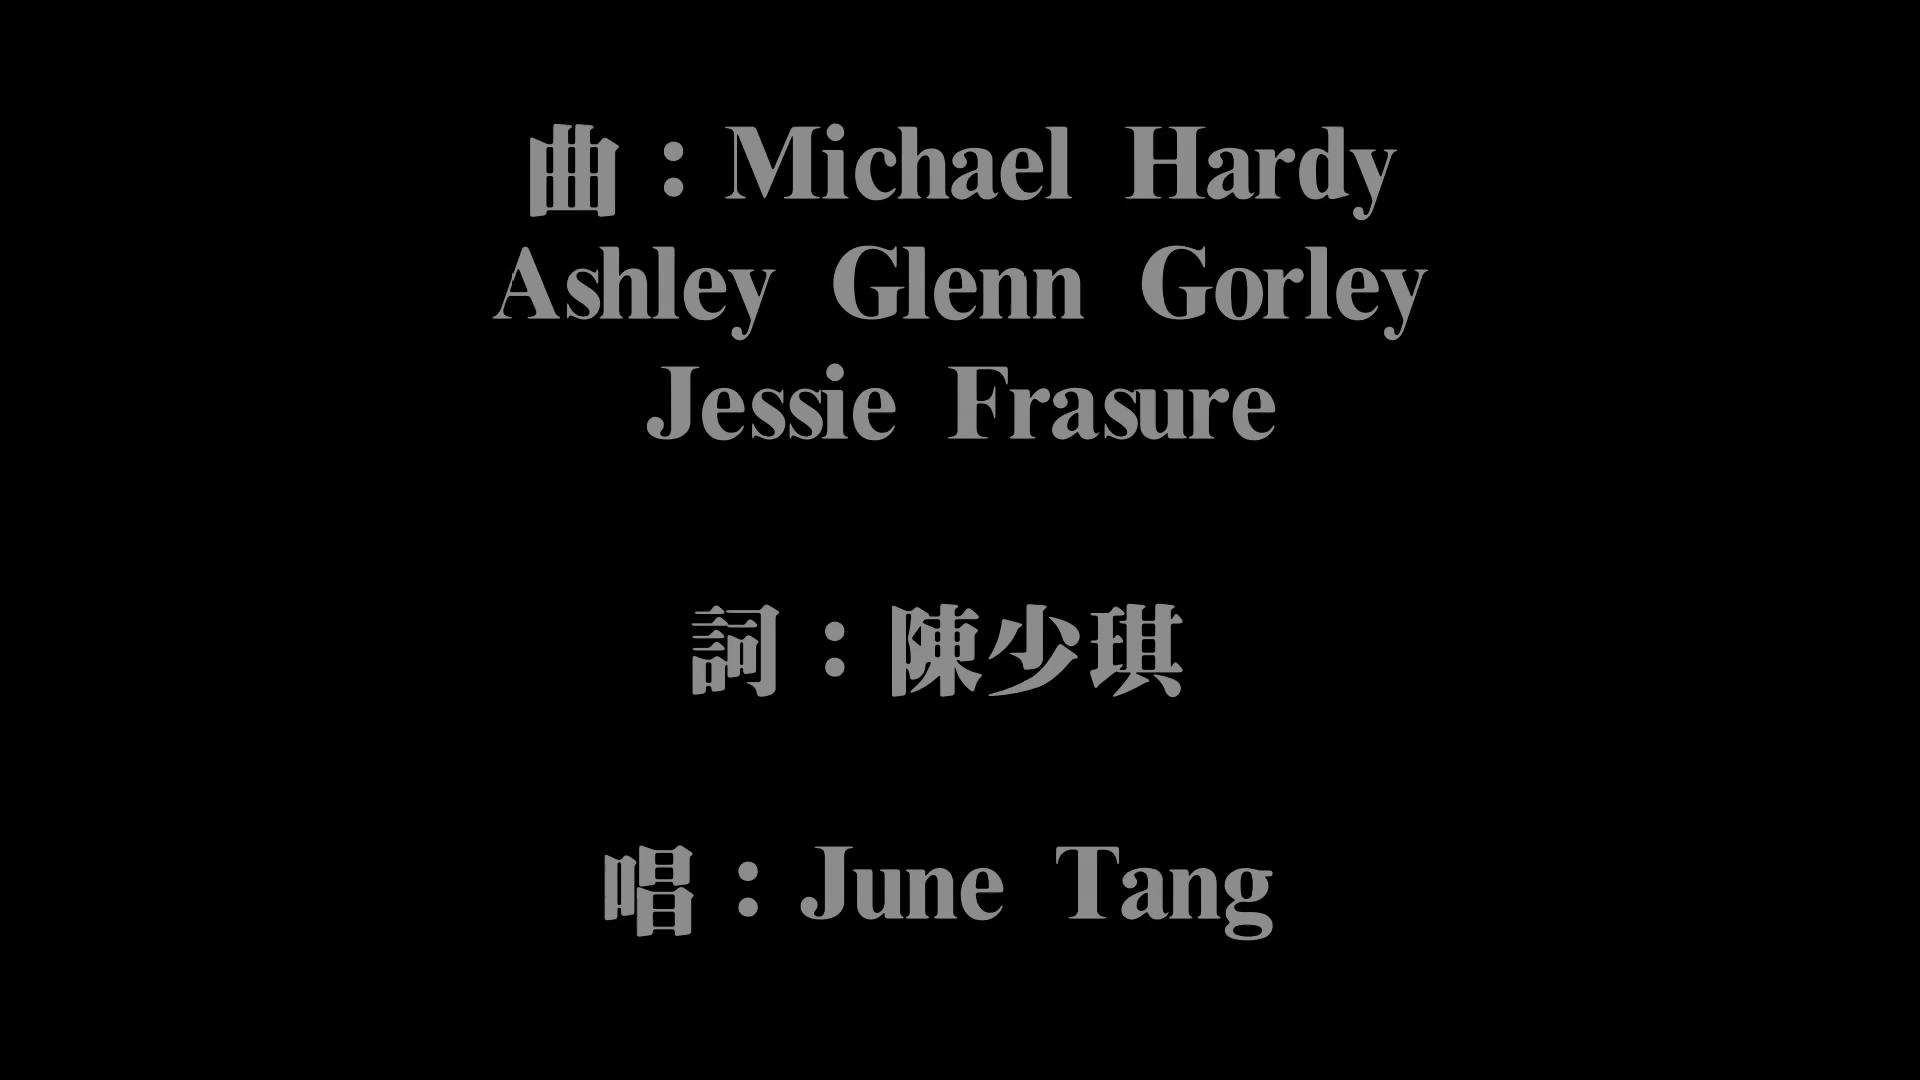 曲：Michael Hardy
Ashley Glenn Gorley
Jessie Frasure
詞：陳少琪
唱：June Tang